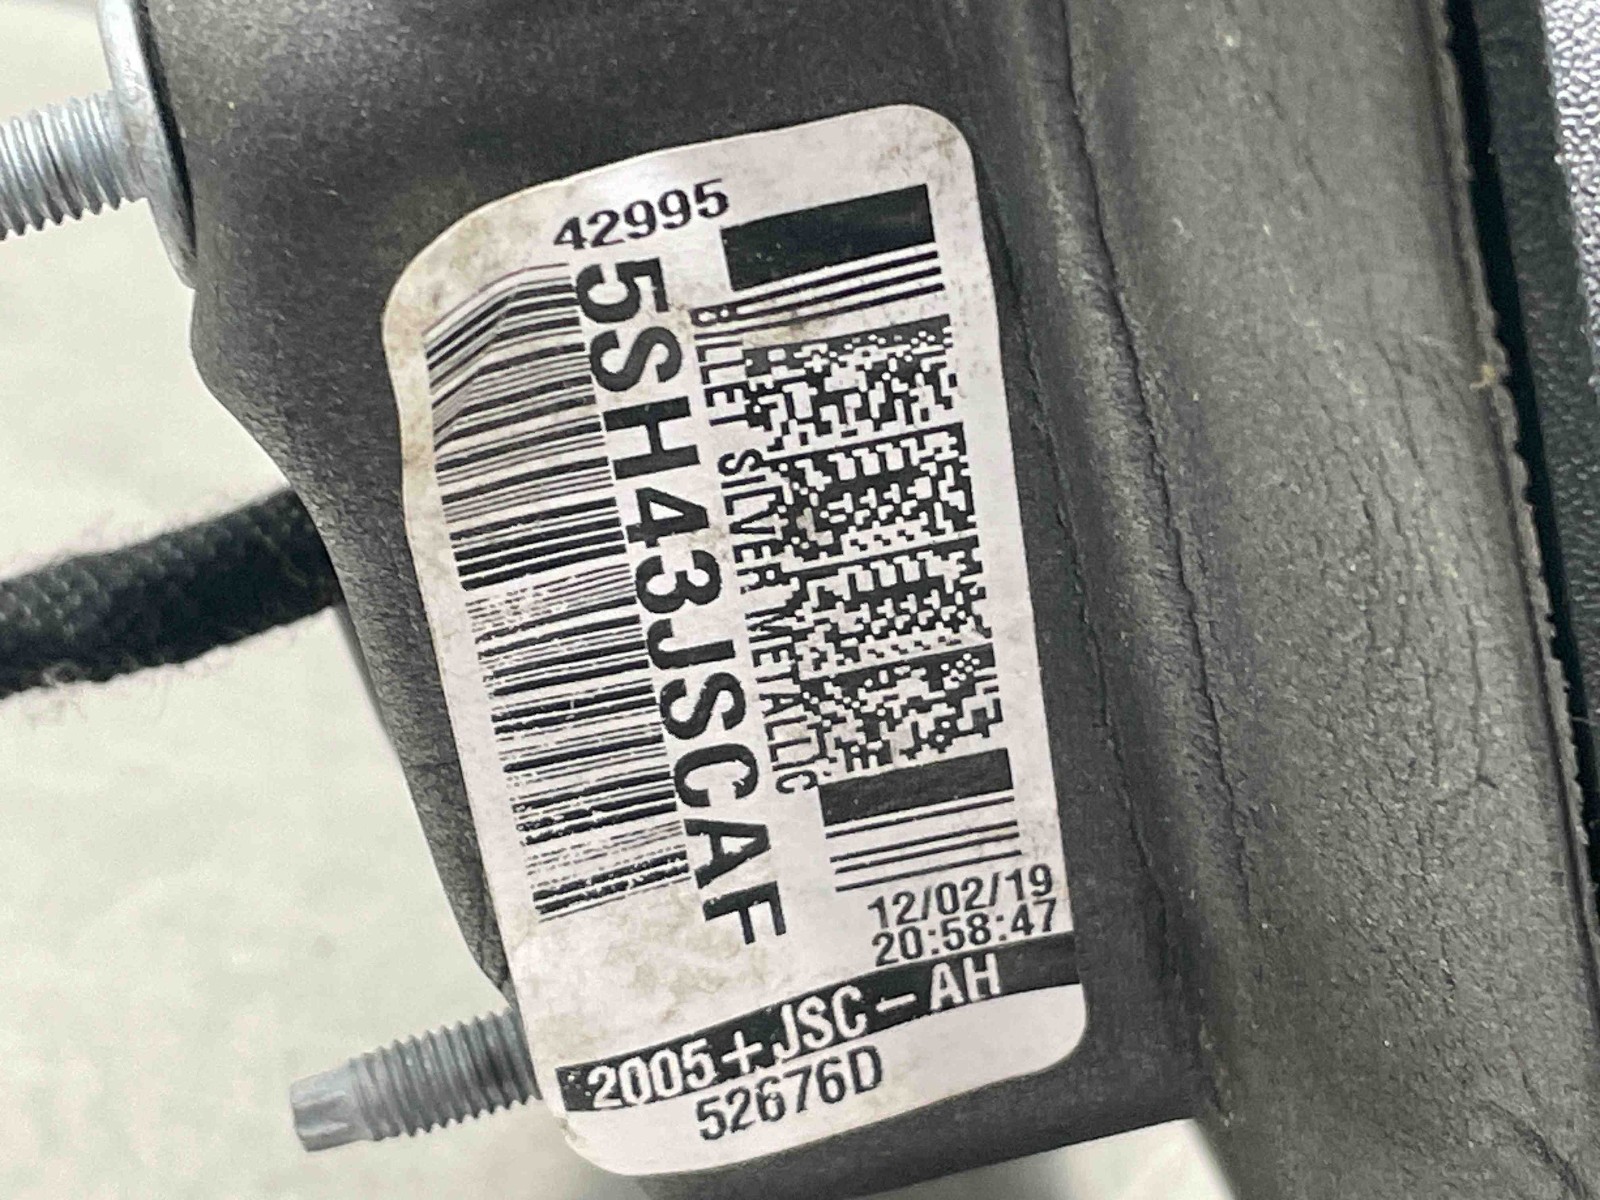 42995
5SH43JSCAF
BILLET SILVER METALLIC
12/02/19
20:58:47
2005+JSC-AH
52676D